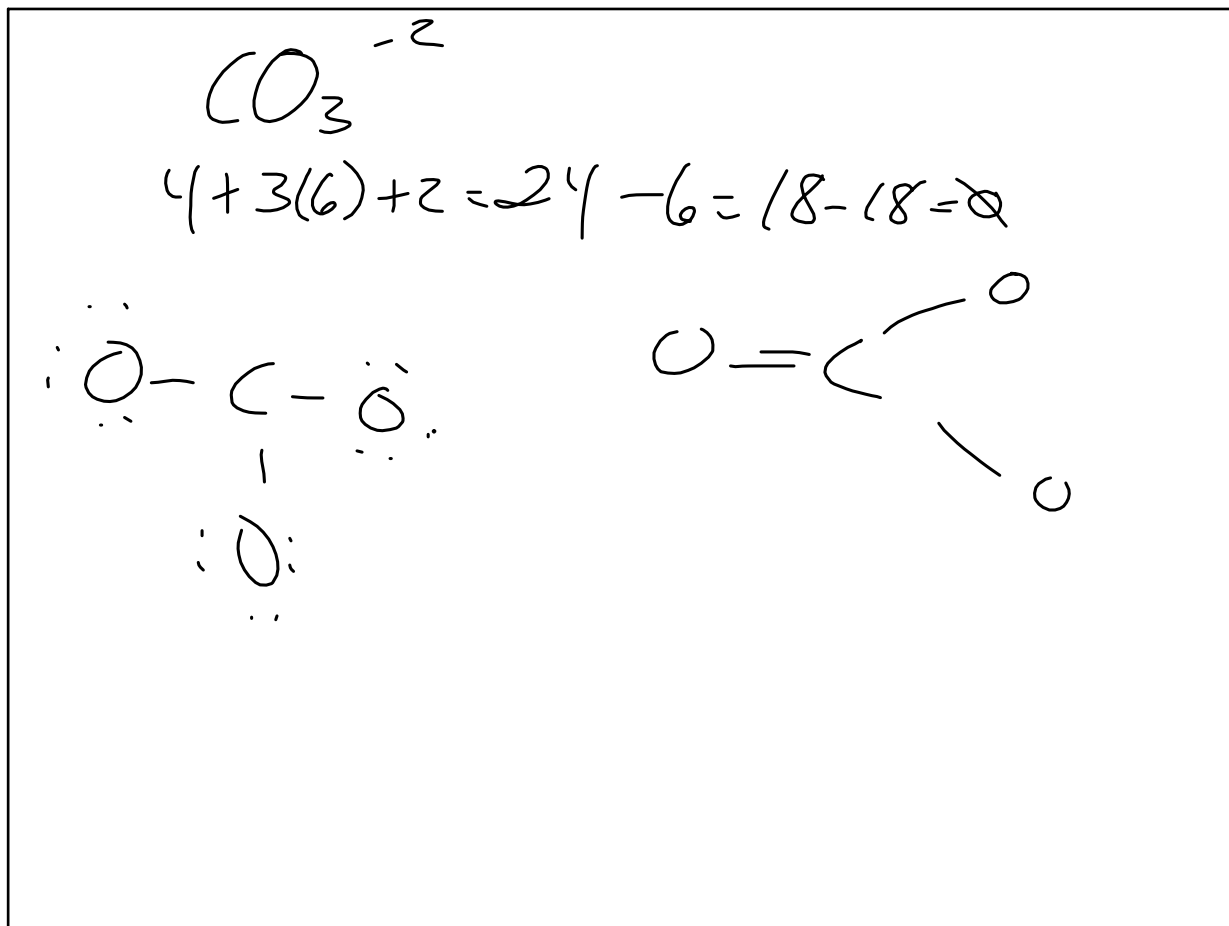 CO₃⁻²
4+3(6)+2=24-6=18-18=0
:O-C-O:
|
:O:
O=C
O
O